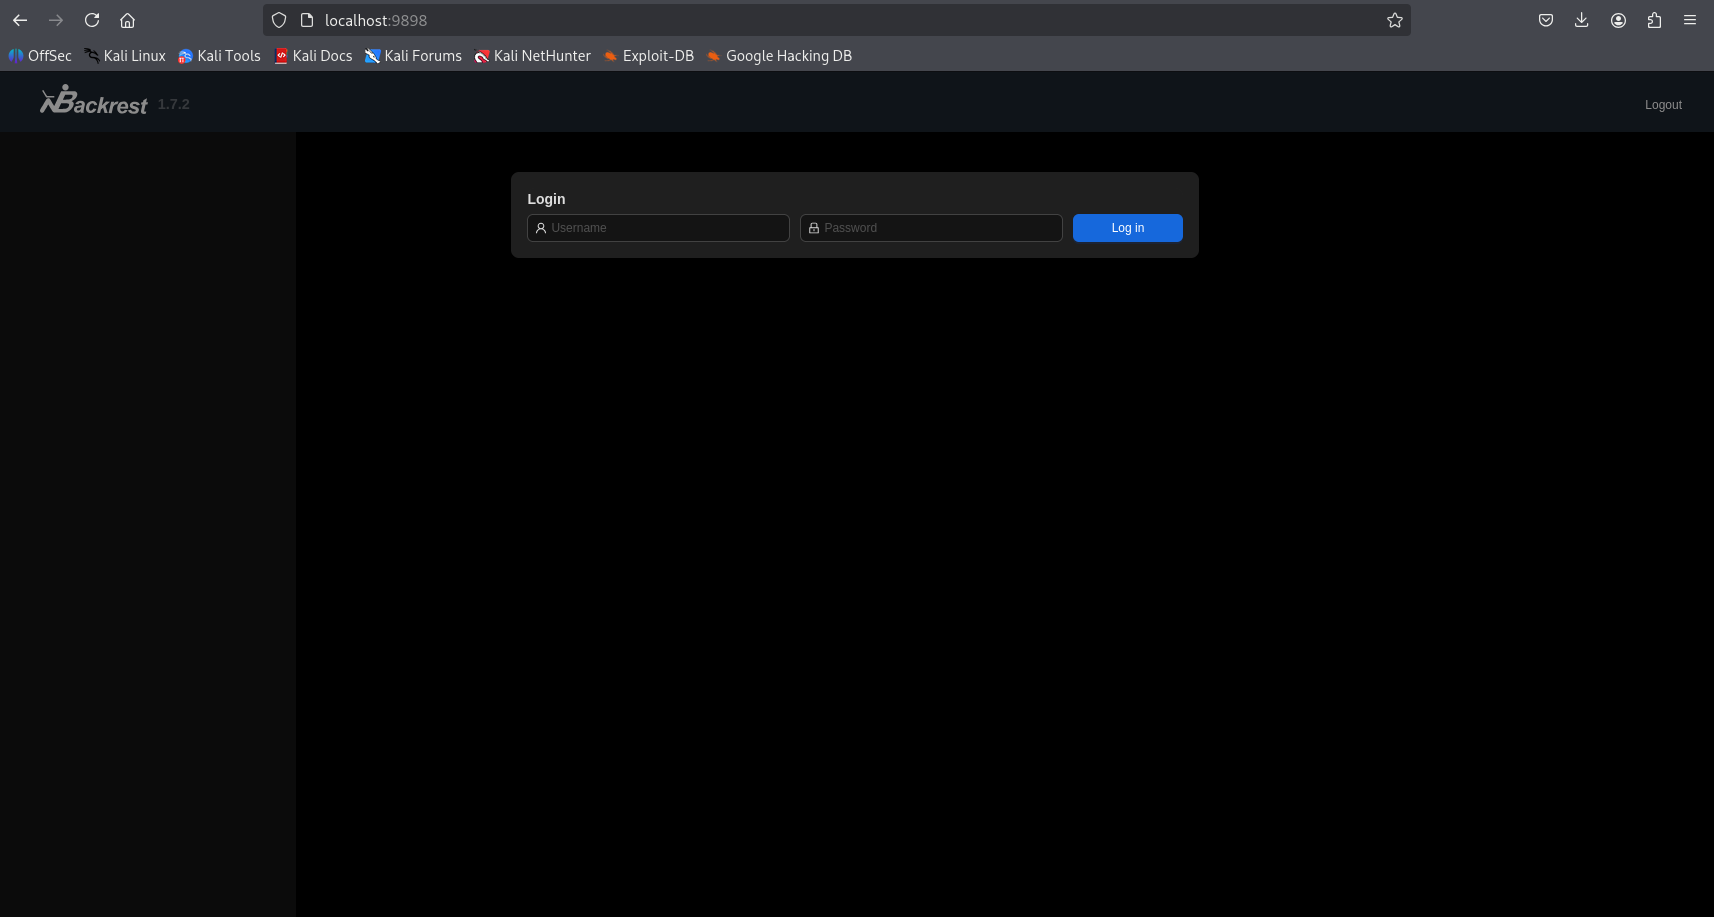 localhost:9898
OffSec Kali Linux Kali Tools Kali Docs Kali Forums Kali NetHunter Exploit-DB Google Hacking DB
Backrest 1.7.2 Logout
Login
Username Password Log in